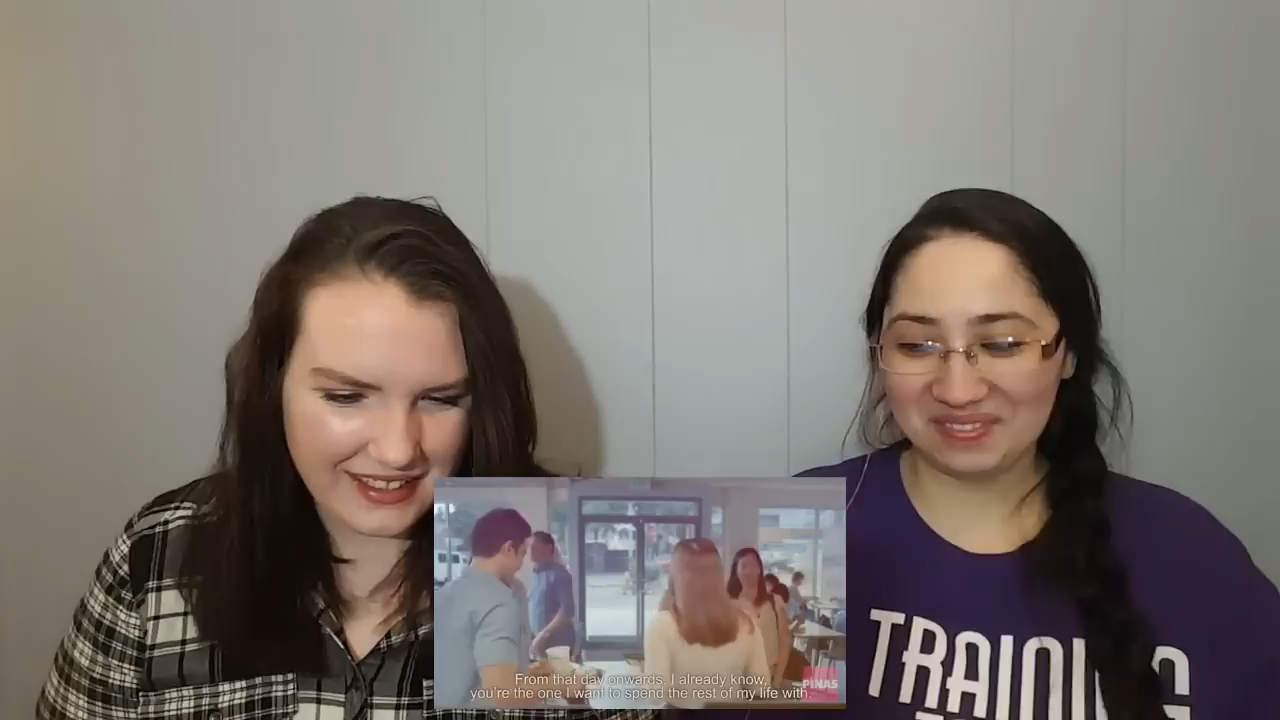 From that day onwards. I already know,
you're the one I want to spend the rest of my life with.
PINAS
TRAINING